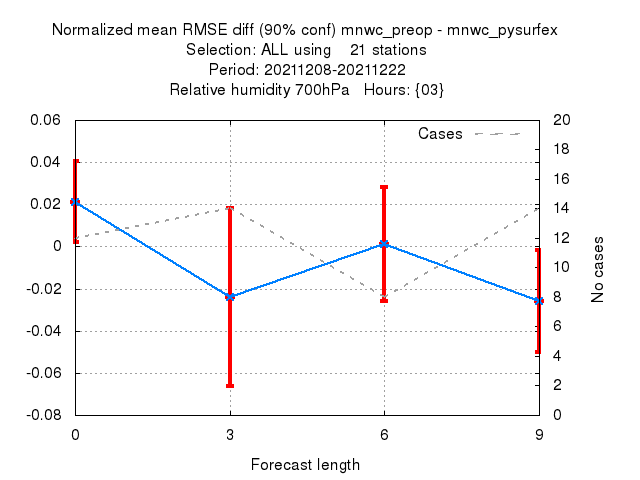 Normalized mean RMSE diff (90% conf) mnwc_preop - mnwc_pysurfex
Selection: ALL using    21 stations
Period: 20211208-20211222
Relative humidity 700hPa   Hours: {03}
Cases
0.06
0.04
0.02
0
-0.02
-0.04
-0.06
-0.08
20
18
16
14
12
10
8
6
4
2
0
No cases
0 3 6 9
Forecast length